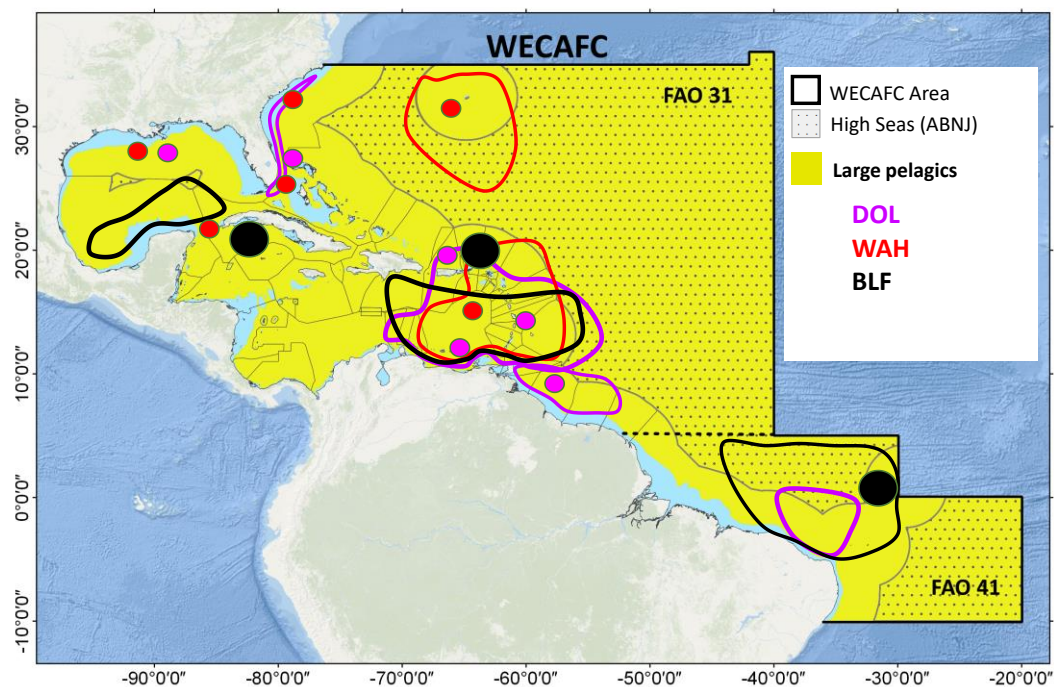 WECAFC
FAO 31
WECAFC Area
High Seas (ABNJ)
Large pelagics
DOL
WAH
BLF
FAO 41
30°0'0"
20°0'0"
10°0'0"
0°0'0"
-10°0'0"
-90°0'0"
-80°0'0"
-70°0'0"
-60°0'0"
-50°0'0"
-40°0'0"
-30°0'0"
-20°0'0"